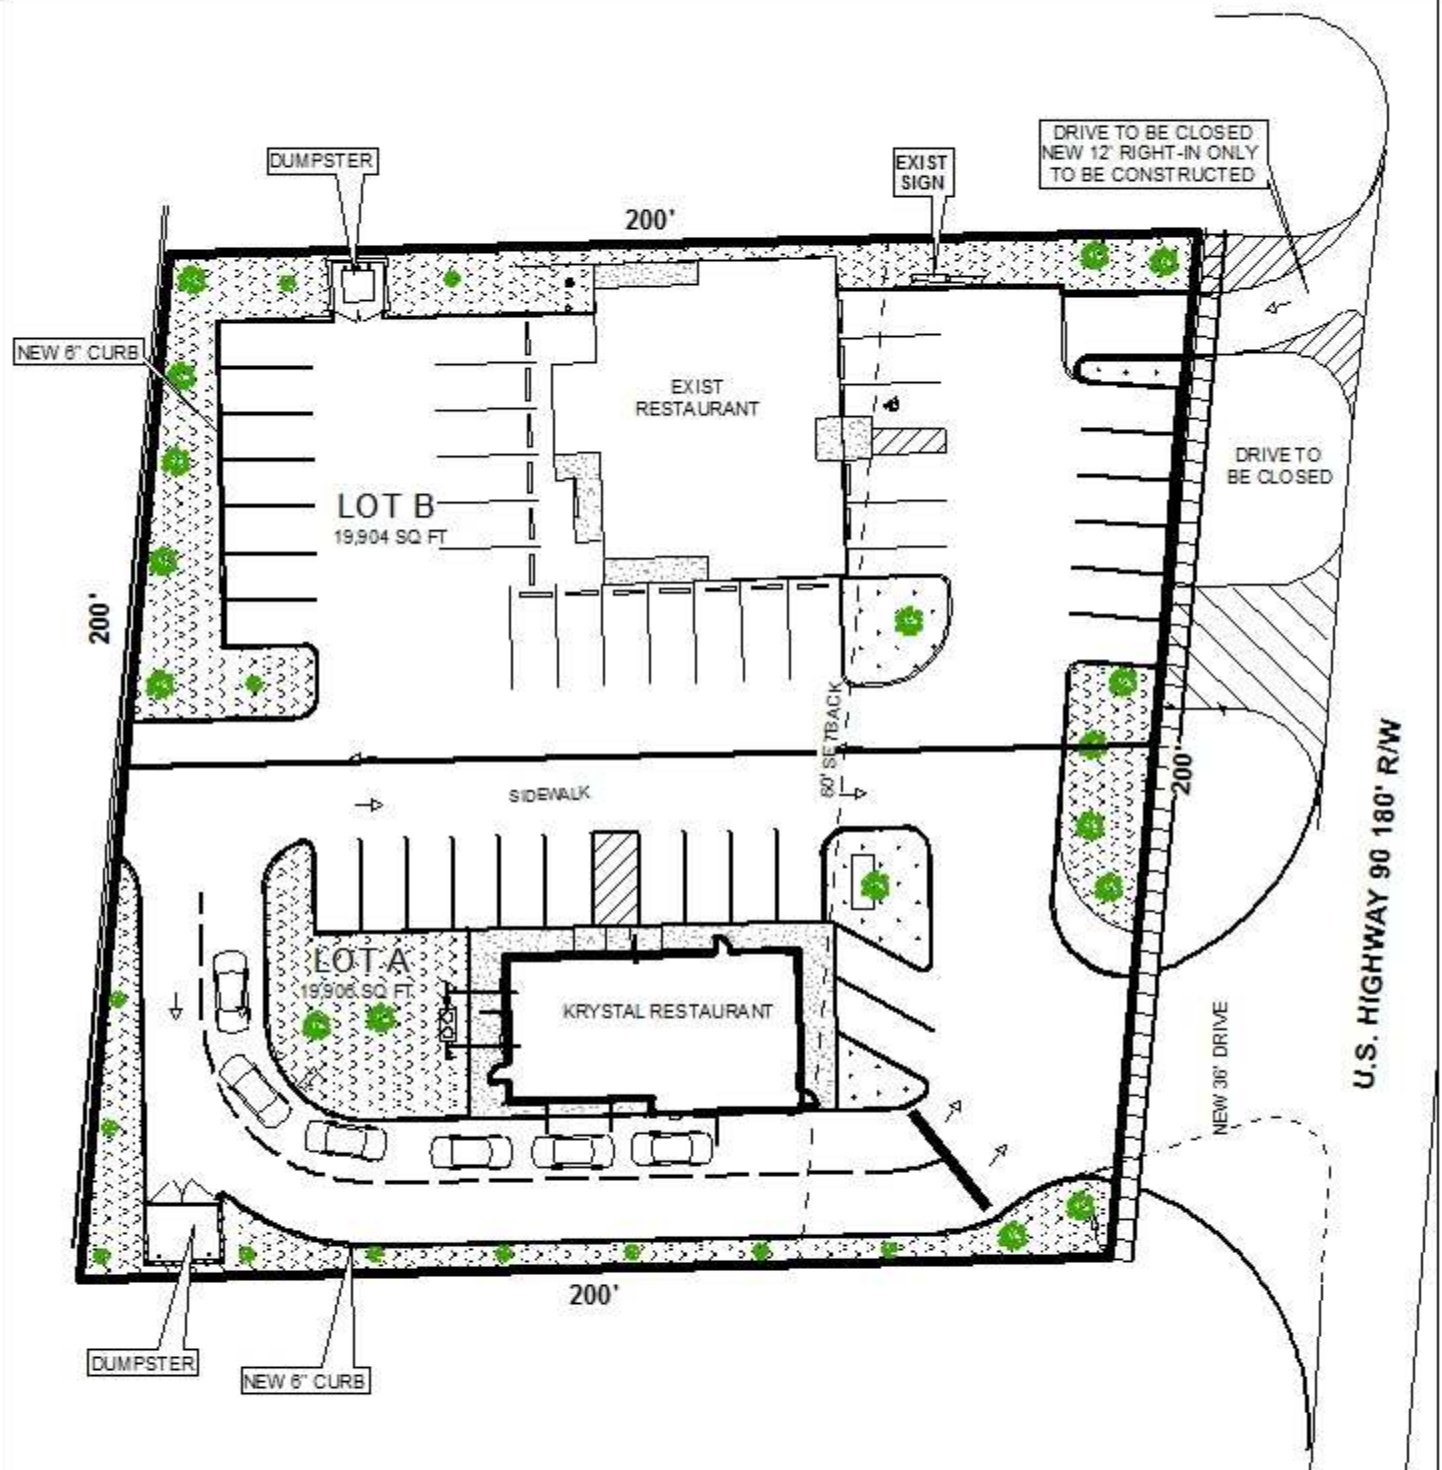 DRIVE TO BE CLOSED
NEW 12' RIGHT-IN ONLY
TO BE CONSTRUCTED
DUMPSTER
EXIST
SIGN
200'
NEW 6" CURB
EXIST
RESTAURANT
DRIVE TO
BE CLOSED
LOT B
19,904 SQ FT
200'
60' SETBACK
200'
SIDEWALK
U.S. HIGHWAY 90 180' R/W
LOT A
19,906 SQ FT
KRYSTAL RESTAURANT
NEW 36' DRIVE
200'
DUMPSTER
NEW 6" CURB